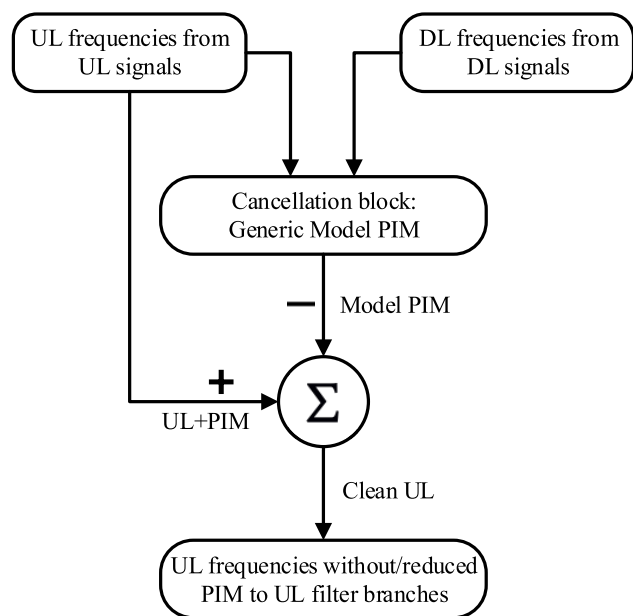 UL frequencies from
UL signals
DL frequencies from
DL signals
Cancellation block:
Generic Model PIM
− Model PIM
+
UL+PIM
Σ
Clean UL
UL frequencies without/reduced
PIM to UL filter branches